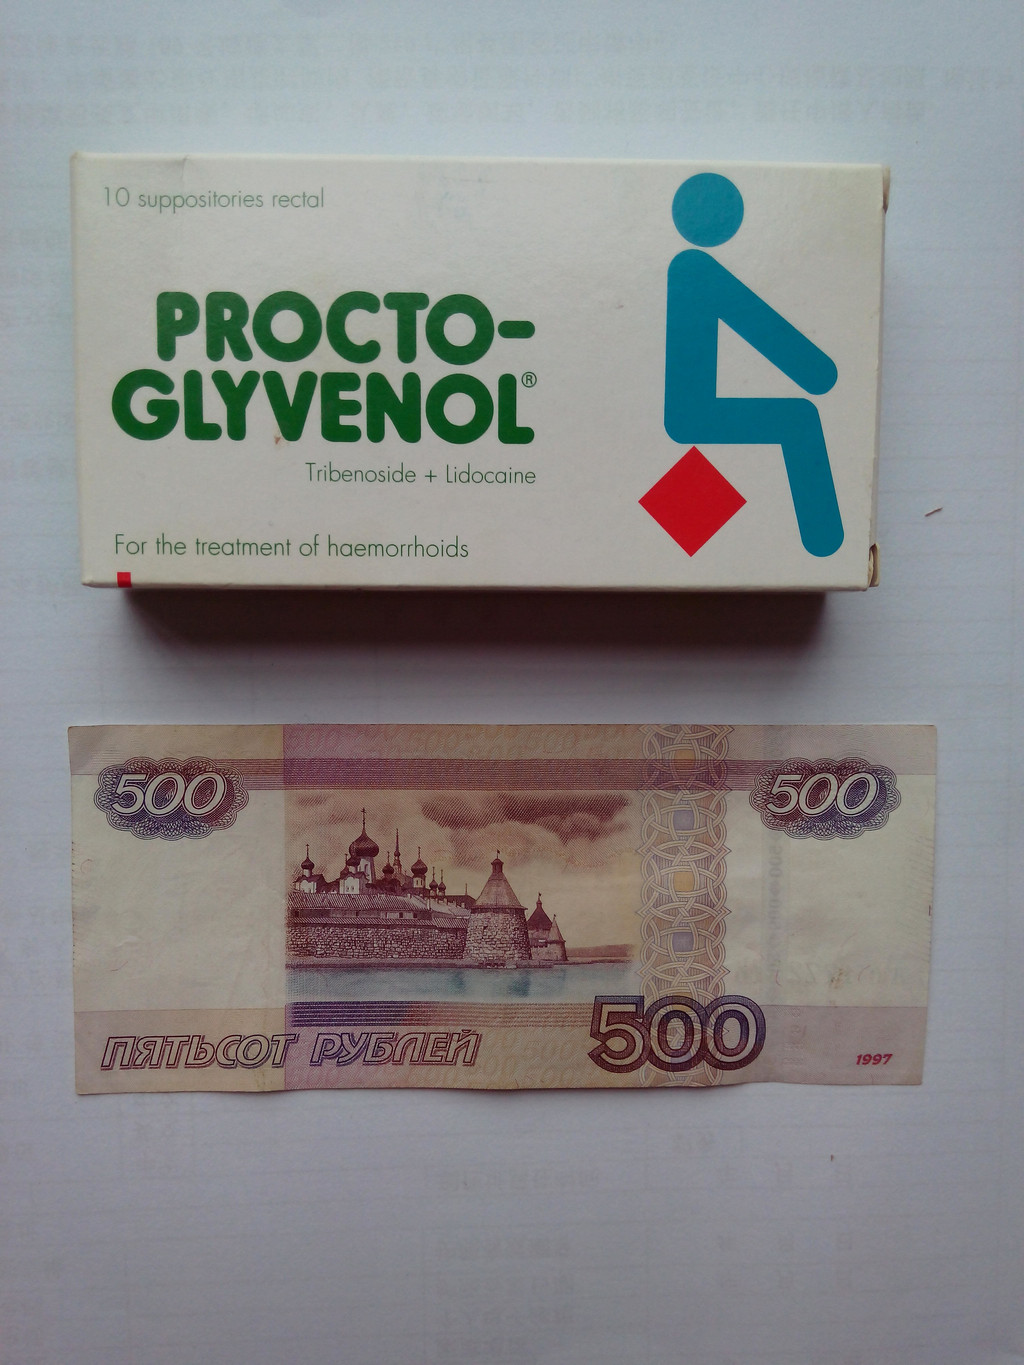 10 suppositories rectal
PROCTO-
GLYVENOL®
Tribenoside + Lidocaine
For the treatment of haemorrhoids
500 500
ПЯТЬСОТ РУБЛЕЙ 500
1997